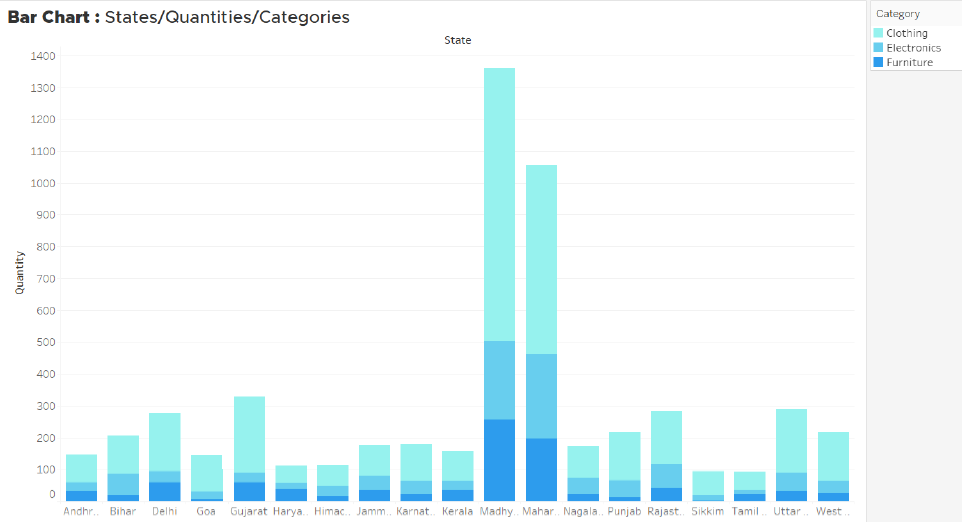 Bar Chart : States/Quantities/Categories
Category
Clothing
Electronics
Furniture
State
1400
1300
1200
1100
1000
900
800
700
600
500
400
300
200
100
0
Quantity
Andhr..
Bihar
Delhi
Goa
Gujarat
Harya..
Himac..
Jamm..
Karnat..
Kerala
Madhy..
Mahar..
Nagala..
Punjab
Rajast..
Sikkim
Tamil ..
Uttar ..
West ..